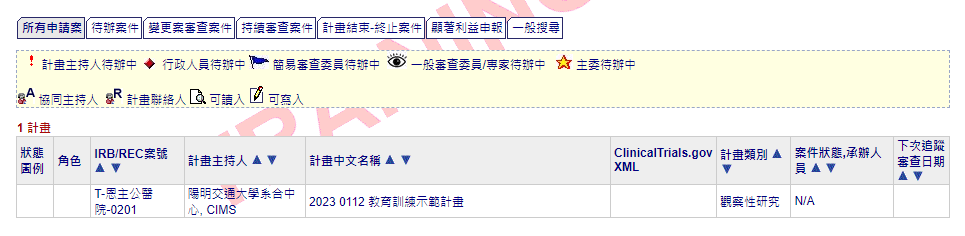 所有申請案 待辦案件 變更案審查案件 持續審查案件 計畫結束-終止案件 顯著利益申報 一般搜尋
計畫主持人待辦中 行政人員待辦中 簡易審查委員待辦中 一般審查委員/專家待辦中 主委待辦中
A 協同主持人 R 計畫聯絡人 可讀入 可寫入
1 計畫
狀態圖例 角色 IRB/REC案號 ▲▼ 計畫主持人 ▲▼ 計畫中文名稱 ▲▼ ClinicalTrials.gov XML 計畫類別 ▲▼ 案件狀態,承辦人員 ▲▼ 下次追蹤審查日期 ▲▼
T-恩主公醫院-0201 陽明交通大學系合中心, CIMS 2023 0112 教育訓練示範計畫 觀察性研究 N/A
TRAINING